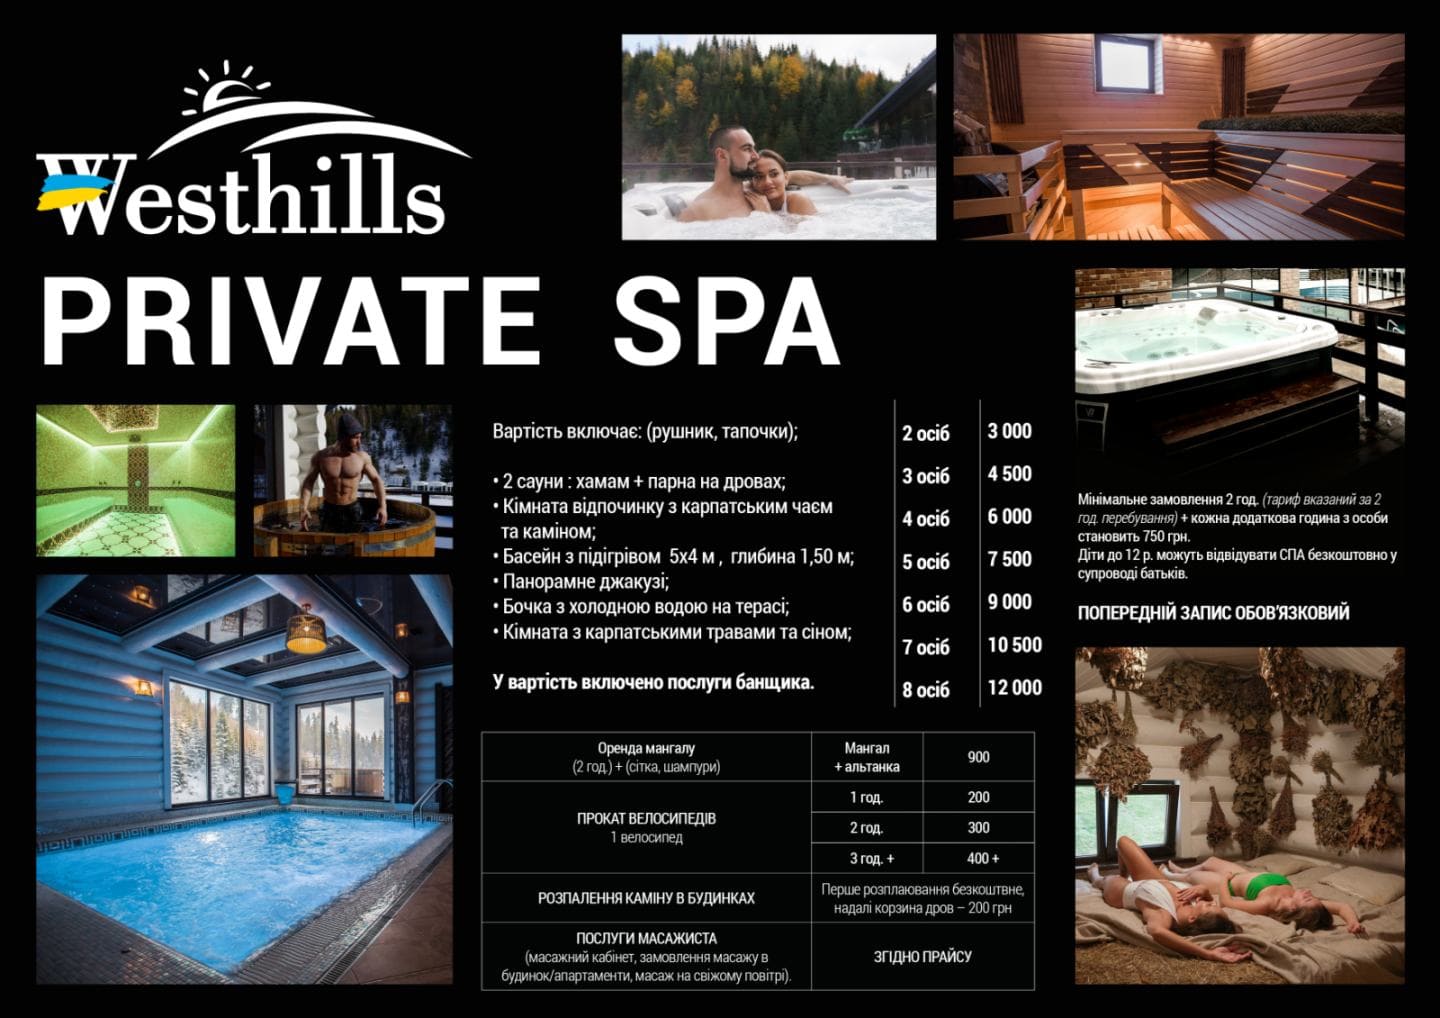 Westhills
PRIVATE SPA
Вартість включає: (рушник, тапочки);
• 2 сауни : хамам + парна на дровах;
• Кімната відпочинку з карпатським чаєм
та каміном;
• Басейн з підігрівом 5х4 м , глибина 1,50 м;
• Панорамне джакузі;
• Бочка з холодною водою на терасі;
• Кімната з карпатськими травами та сіном;
У вартість включено послуги банщика.
2 осіб 3 000
3 осіб 4 500
4 осіб 6 000
5 осіб 7 500
6 осіб 9 000
7 осіб 10 500
8 осіб 12 000
Мінімальне замовлення 2 год. (тариф вказаний за 2
год. перебування) + кожна додаткова година з особи
становить 750 грн.
Діти до 12 р. можуть відвідувати СПА безкоштовно у
супроводі батьків.
ПОПЕРЕДНІЙ ЗАПИС ОБОВ'ЯЗКОВИЙ
Оренда мангалу
(2 год.) + (сітка, шампури)
Мангал
+ альтанка
900
ПРОКАТ ВЕЛОСИПЕДІВ
1 велосипед
1 год. 200
2 год. 300
3 год. + 400 +
РОЗПАЛЕННЯ КАМІНУ В БУДИНКАХ
Перше розплаювання безкоштвне,
надалі корзина дров – 200 грн
ПОСЛУГИ МАСАЖИСТА
(масажний кабінет, замовлення масажу в
будинок/апартаменти, масаж на свіжому повітрі).
ЗГІДНО ПРАЙСУ